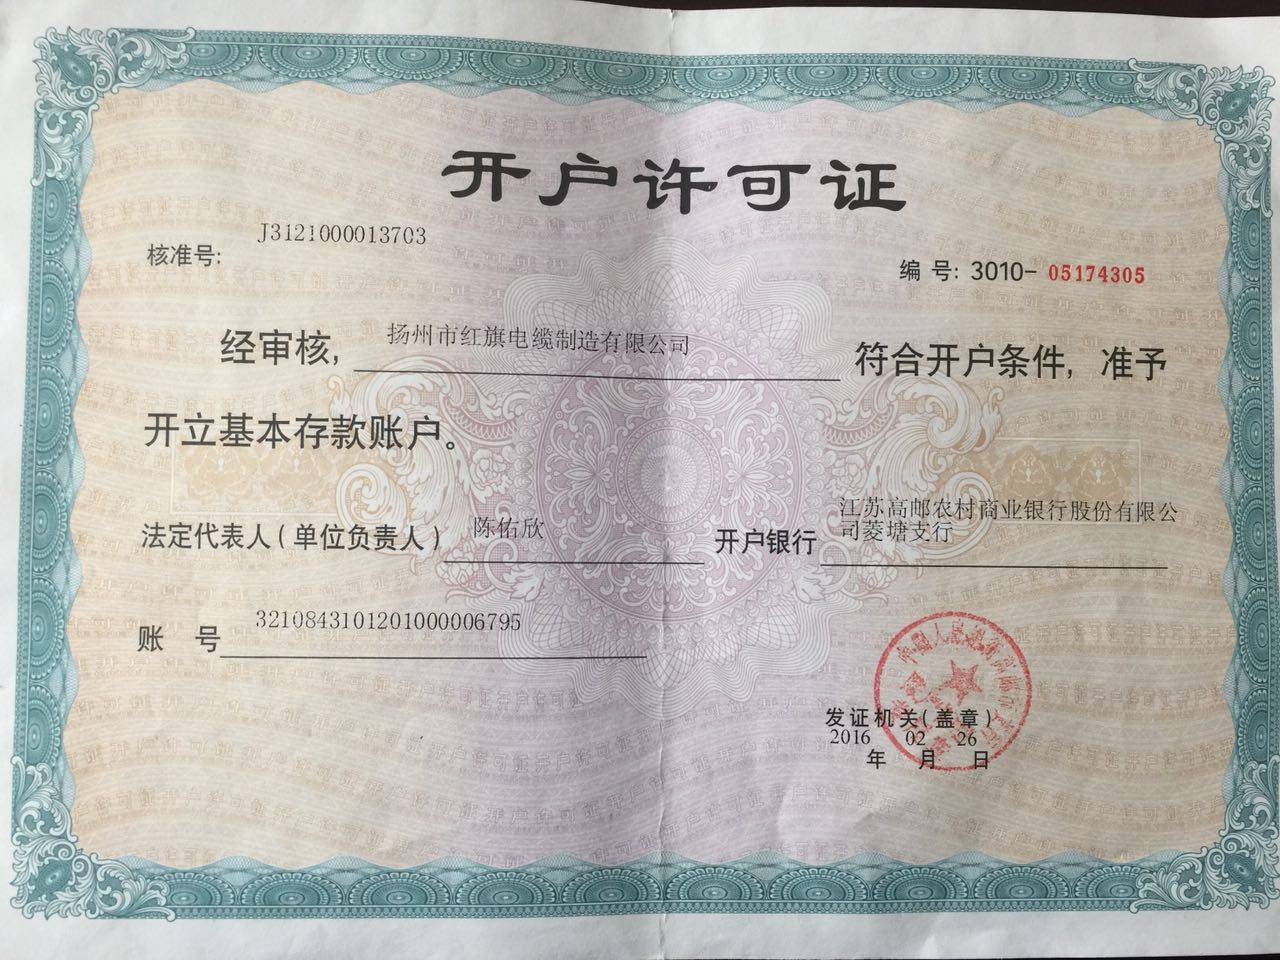 开户许可证
核准号: J3121000013703
编 号: 3010- 05174305
经审核, 扬州市红旗电缆制造有限公司 符合开户条件, 准予
开立基本存款账户。
法定代表人(单位负责人) 陈佑欣 开户银行 江苏高邮农村商业银行股份有限公
司菱塘支行
账 号 3210843101201000006795
发证机关(盖章)
2016 02 26
年 月 日